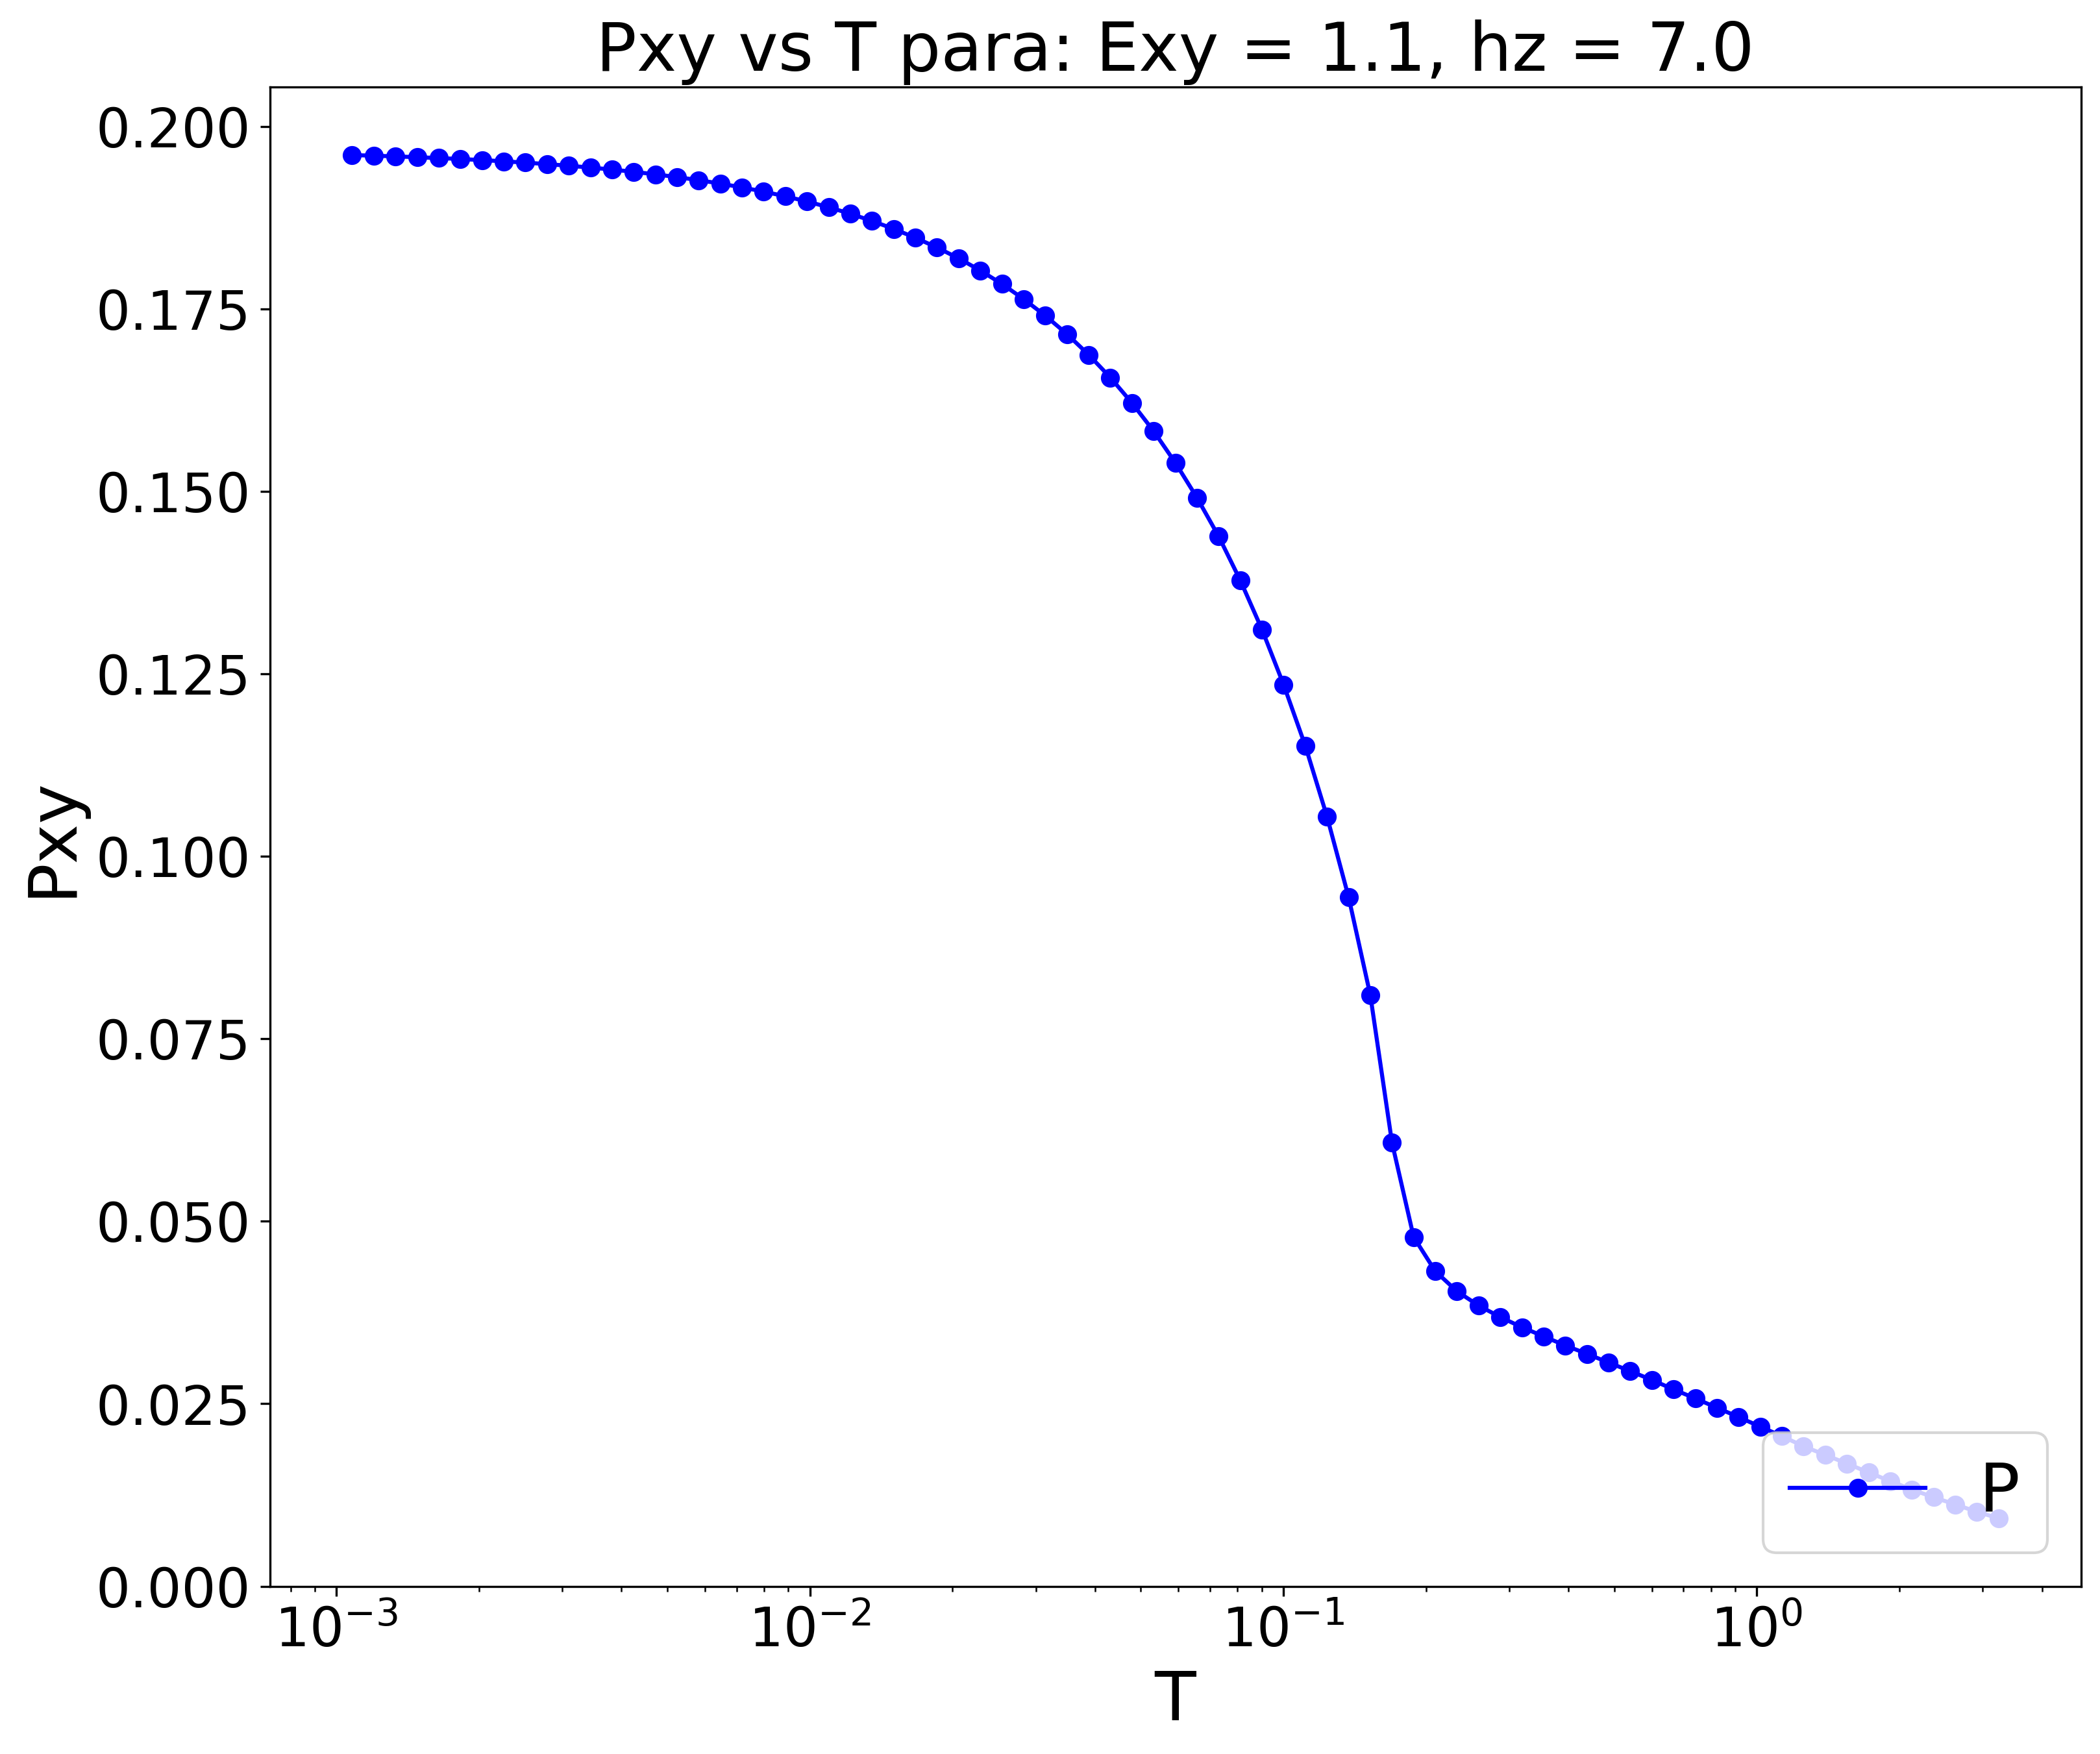 Pxy vs T para: Exy = 1.1, hz = 7.0
Pxy
0.200
0.175
0.150
0.125
0.100
0.075
0.050
0.025
0.000
P
10⁻³ 10⁻² 10⁻¹ 10⁰
T